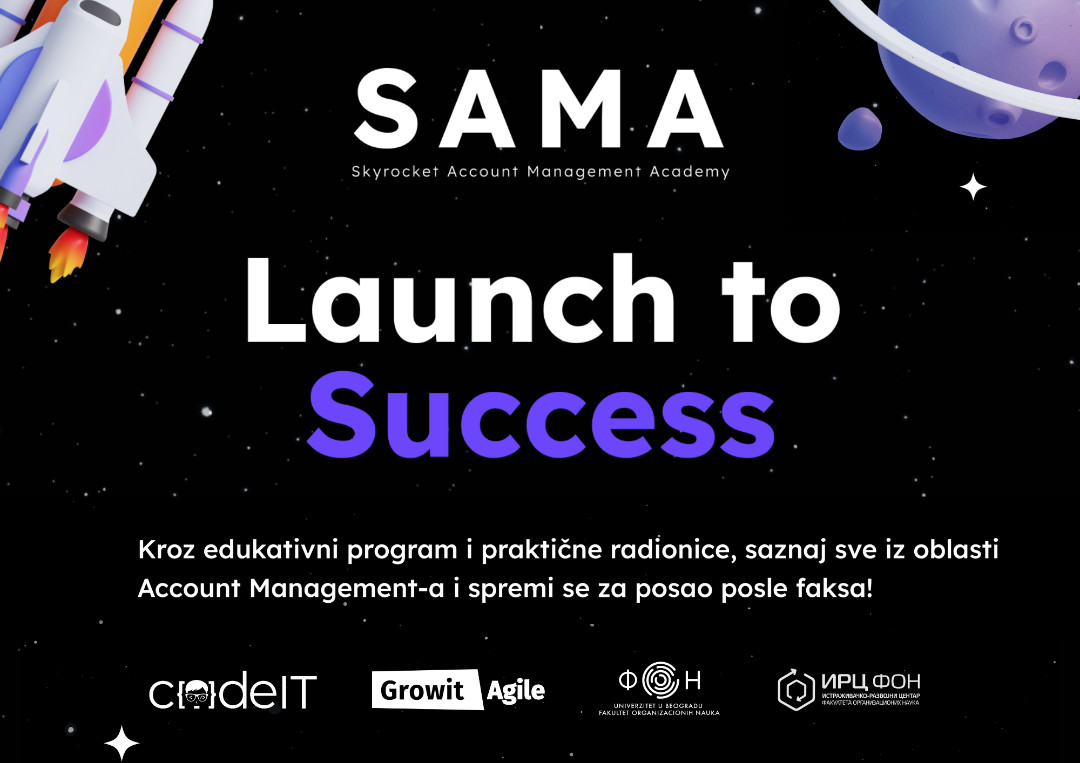 SAMA
Skyrocket Account Management Academy
Launch to
Success
Kroz edukativni program i praktične radionice, saznaj sve iz oblasti
Account Management-a i spremi se za posao posle faksa!
c{}deIT
Growit Agile
ФОН
UNIVERZITET U BEOGRADU
FAKULTET ORGANIZACIONIH NAUKA
ИРЦ ФОН
ИСТРАЖИВАЧКО-РАЗВОЈНИ ЦЕНТАР
ФАКУЛТЕТА ОРГАНИЗАЦИОНИХ НАУКА